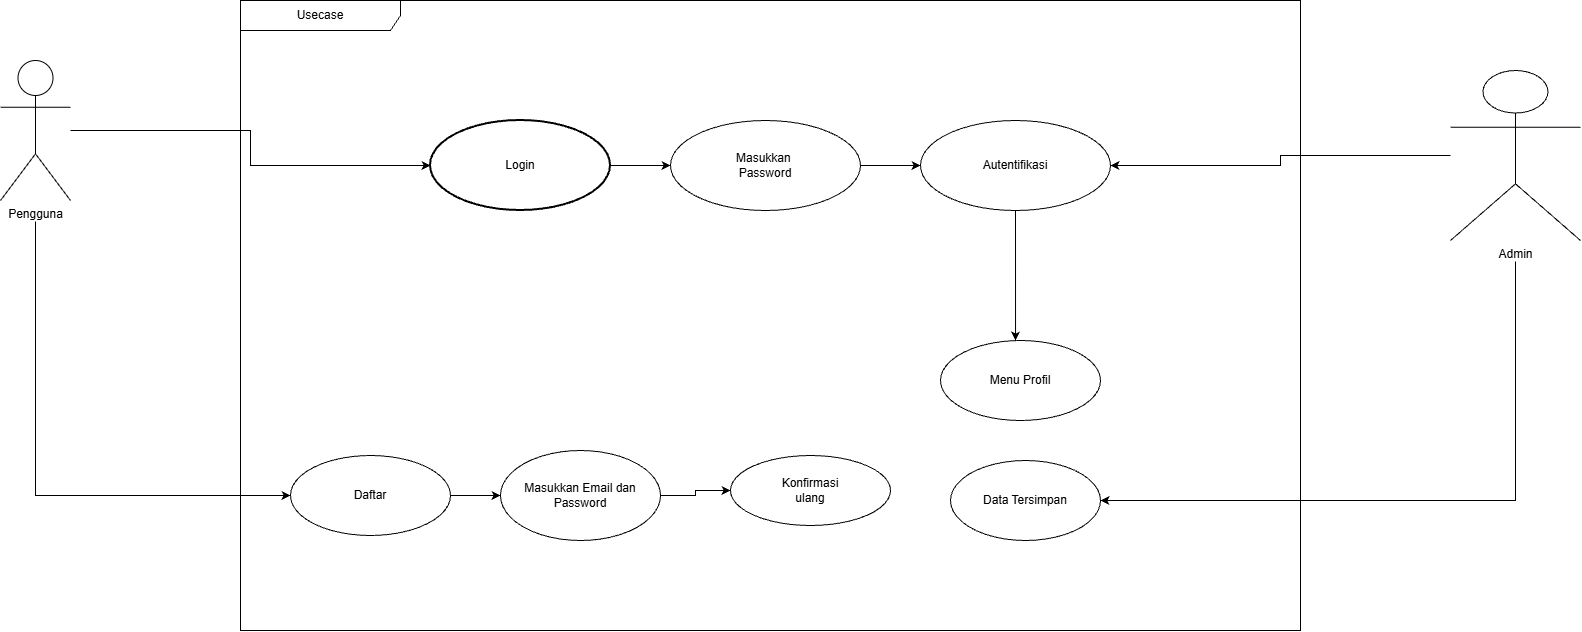 Usecase
Pengguna
Login
Masukkan
Password
Autentifikasi
Admin
Menu Profil
Daftar
Masukkan Email dan
Password
Konfirmasi
ulang
Data Tersimpan